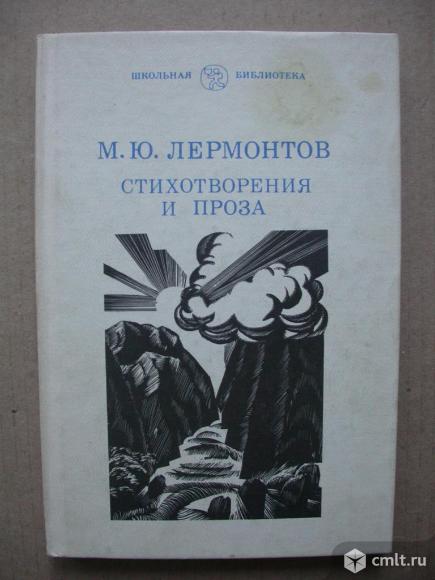 ШКОЛЬНАЯ БИБЛИОТЕКА
М. Ю. ЛЕРМОНТОВ
СТИХОТВОРЕНИЯ
И ПРОЗА
cmlt.ru